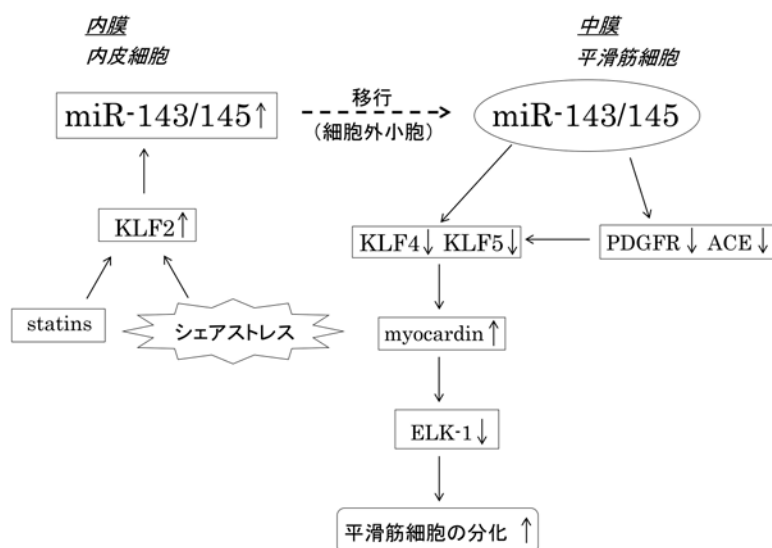 内膜
内皮細胞
miR-143/145↑
KLF2↑
statins
シェアストレス
移行
(細胞外小胞)
中膜
平滑筋細胞
miR-143/145
KLF4↓ KLF5↓
PDGFR↓ ACE↓
myocardin↑
ELK-1↓
平滑筋細胞の分化 ↑